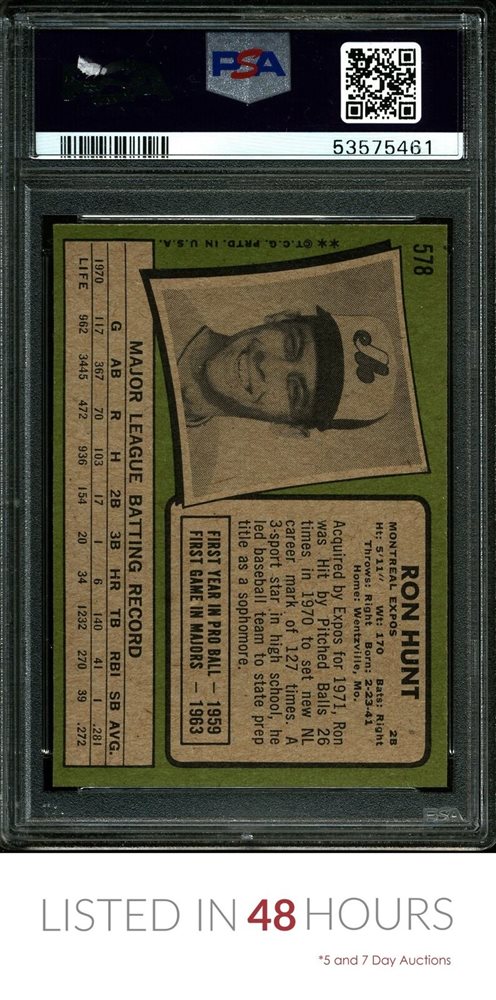 PSA
53575461
578
**©T.C.G. PRTD. IN U.S.A.
eb
RON HUNT
MONTREAL EXPOS 2B
Ht: 5'11" Wt: 170 Bats: Right
Throws: Right Born: 2-23-41
Home: Wentzville, Mo.
Acquired by Expos for 1971, Ron
was Hit by Pitched Balls 26
times in 1970 to set new NL
career mark of 127 times. A
3-sport star in high school, he
led baseball team to state prep
title as a sophomore.
FIRST YEAR IN PRO BALL — 1959
FIRST GAME IN MAJORS — 1963
MAJOR LEAGUE BATTING RECORD
G AB R H 2B 3B HR TB RBI SB AVG.
1970 117 367 70 103 17 1 6 140 41 1 .281
LIFE 962 3445 472 936 154 20 34 1232 270 39 .272
PSA
LISTED IN 48 HOURS
*5 and 7 Day Auctions